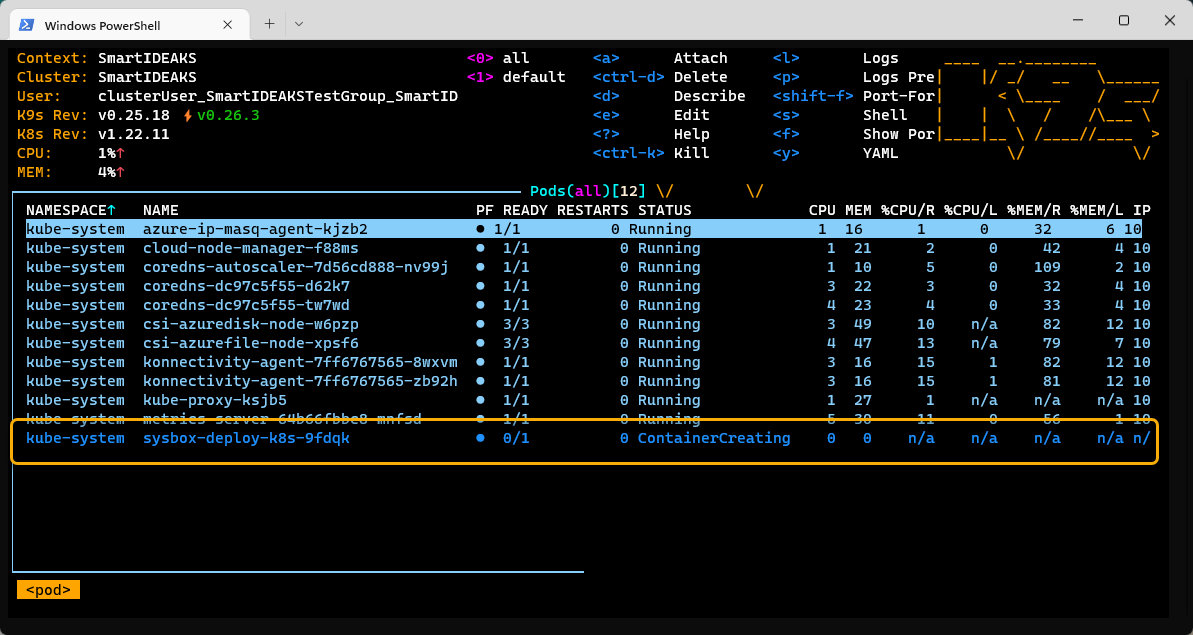 Windows PowerShell
Context: SmartIDEAKS <0> all <a> Attach <l> Logs
Cluster: SmartIDEAKS <1> default <ctrl-d> Delete <p> Logs Pre
User: clusterUser_SmartIDEAKSTestGroup_SmartID <d> Describe <shift-f> Port-For
K9s Rev: v0.25.18 ⚡v0.26.3 <e> Edit <s> Shell
K8s Rev: v1.22.11 <?> Help <f> Show Por
CPU: 1%↑ <ctrl-k> Kill <y> YAML
MEM: 4%↑
Pods(all)[12]
NAMESPACE↑ NAME PF READY RESTARTS STATUS CPU MEM %CPU/R %CPU/L %MEM/R %MEM/L IP
kube-system azure-ip-masq-agent-kjzb2 ● 1/1 0 Running 1 16 1 0 32 6 10
kube-system cloud-node-manager-f88ms ● 1/1 0 Running 1 21 2 0 42 4 10
kube-system coredns-autoscaler-7d56cd888-nv99j ● 1/1 0 Running 1 10 5 0 109 2 10
kube-system coredns-dc97c5f55-d62k7 ● 1/1 0 Running 3 22 3 0 32 4 10
kube-system coredns-dc97c5f55-tw7wd ● 1/1 0 Running 4 23 4 0 33 4 10
kube-system csi-azuredisk-node-w6pzp ● 3/3 0 Running 3 49 10 n/a 82 12 10
kube-system csi-azurefile-node-xpsf6 ● 3/3 0 Running 4 47 13 n/a 79 7 10
kube-system konnectivity-agent-7ff6767565-8wxvm ● 1/1 0 Running 3 16 15 1 82 12 10
kube-system konnectivity-agent-7ff6767565-zb92h ● 1/1 0 Running 3 16 15 1 81 12 10
kube-system kube-proxy-ksjb5 ● 1/1 0 Running 1 27 1 n/a n/a n/a 10
kube-system metrics-server-64b66fbbc8-mnfsd ● 1/1 0 Running 5 30 11 0 56 1 10
kube-system sysbox-deploy-k8s-9fdqk ● 0/1 0 ContainerCreating 0 0 n/a n/a n/a n/a n/
<pod>